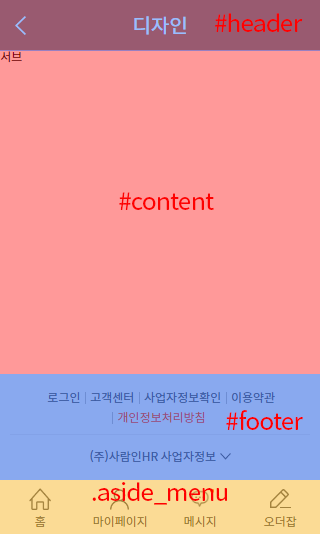 디자인 #header
서브
#content
로그인 | 고객센터 | 사업자정보확인 | 이용약관
| 개인정보처리방침
#footer
(주)사람인HR 사업자정보
.aside_menu
홈 마이페이지 메시지 오더잡